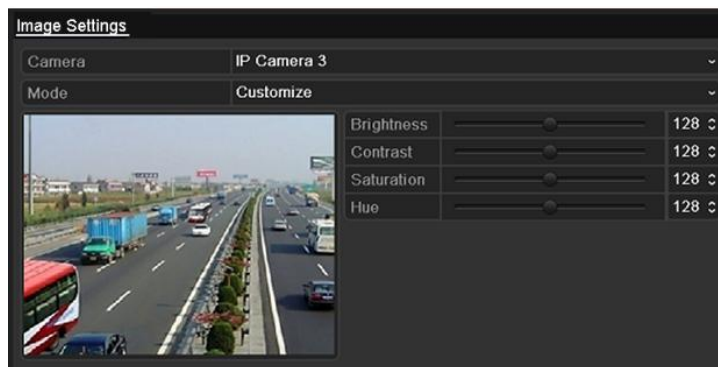 Image Settings
Camera IP Camera 3
Mode Customize
Brightness 128
Contrast 128
Saturation 128
Hue 128